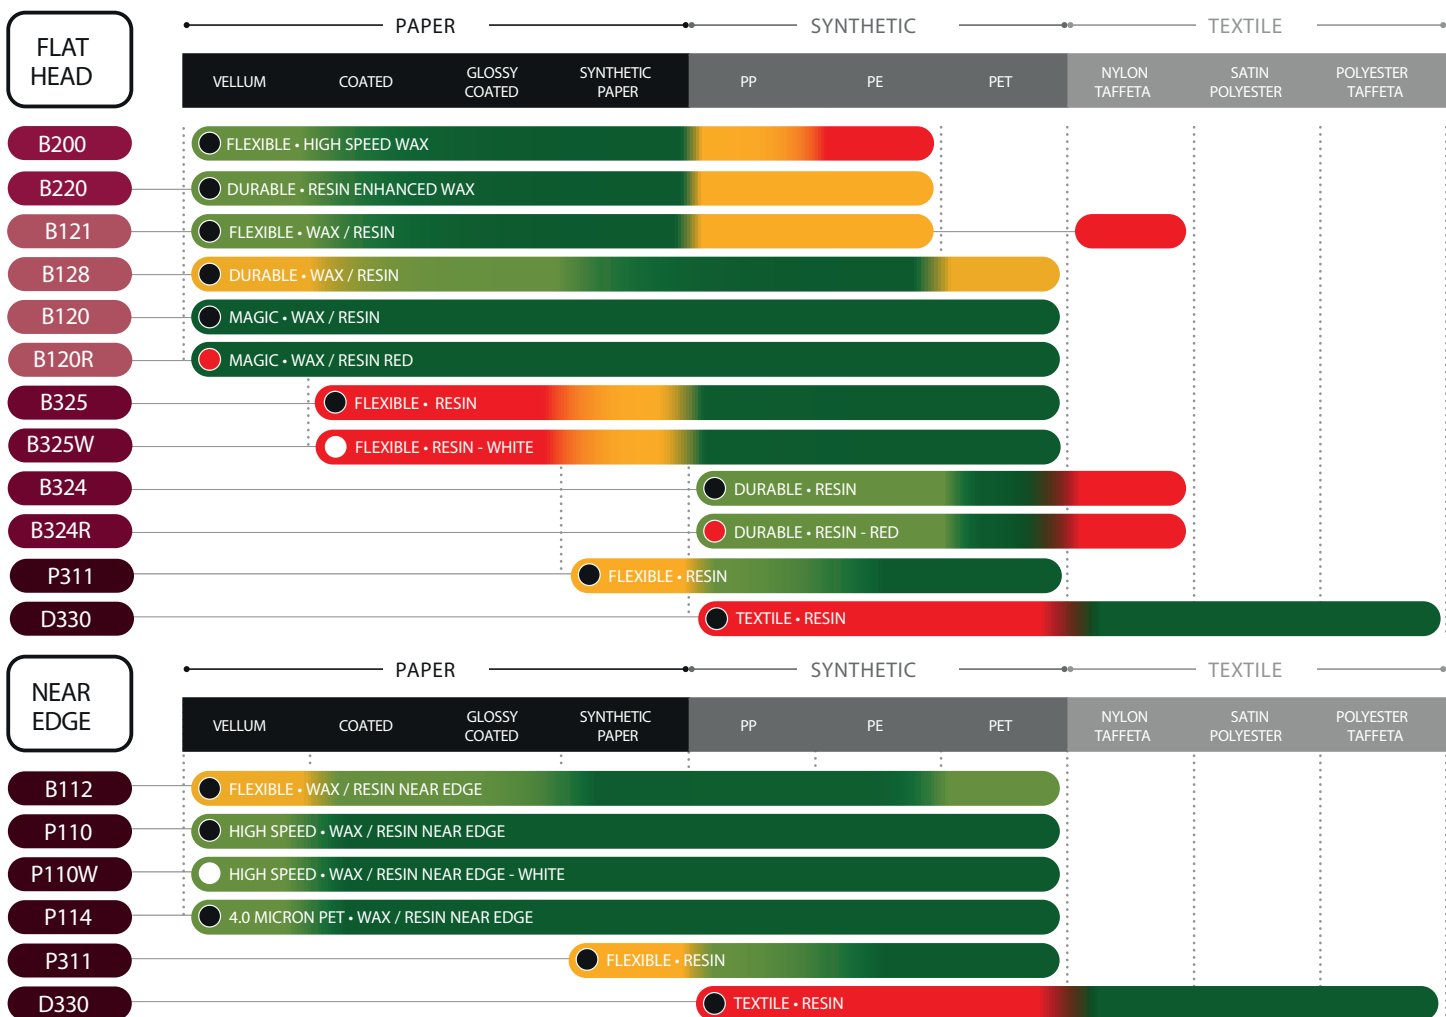 FLAT
HEAD
PAPER SYNTHETIC TEXTILE
VELLUM COATED GLOSSY COATED SYNTHETIC PAPER PP PE PET NYLON TAFFETA SATIN POLYESTER POLYESTER TAFFETA
B200 FLEXIBLE • HIGH SPEED WAX
B220 DURABLE • RESIN ENHANCED WAX
B121 FLEXIBLE • WAX / RESIN
B128 DURABLE • WAX / RESIN
B120 MAGIC • WAX / RESIN
B120R MAGIC • WAX / RESIN RED
B325 FLEXIBLE • RESIN
B325W FLEXIBLE • RESIN - WHITE
B324 DURABLE • RESIN
B324R DURABLE • RESIN - RED
P311 FLEXIBLE • RESIN
D330 TEXTILE • RESIN
NEAR
EDGE
PAPER SYNTHETIC TEXTILE
VELLUM COATED GLOSSY COATED SYNTHETIC PAPER PP PE PET NYLON TAFFETA SATIN POLYESTER POLYESTER TAFFETA
B112 FLEXIBLE • WAX / RESIN NEAR EDGE
P110 HIGH SPEED • WAX / RESIN NEAR EDGE
P110W HIGH SPEED • WAX / RESIN NEAR EDGE - WHITE
P114 4.0 MICRON PET • WAX / RESIN NEAR EDGE
P311 FLEXIBLE • RESIN
D330 TEXTILE • RESIN